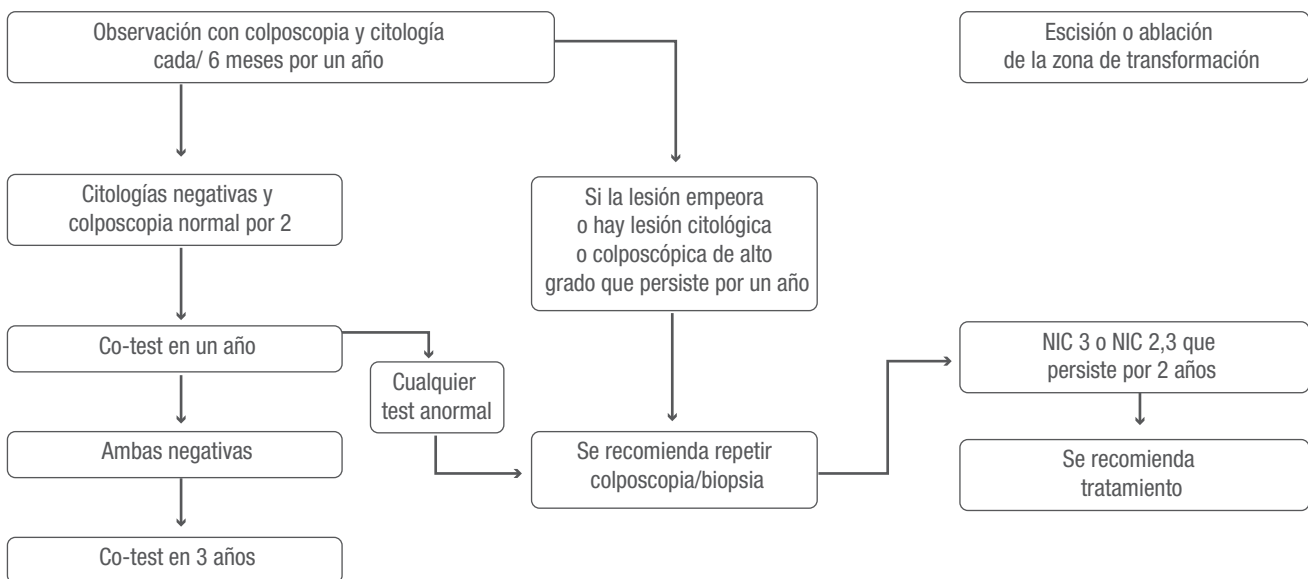 Observación con colposcopia y citología
cada/ 6 meses por un año
Escisión o ablación
de la zona de transformación
Citologías negativas y
colposcopia normal por 2
Si la lesión empeora
o hay lesión citológica
o colposcópica de alto
grado que persiste por un año
Co-test en un año
Cualquier
test anormal
NIC 3 o NIC 2,3 que
persiste por 2 años
Ambas negativas
Se recomienda repetir
colposcopia/biopsia
Se recomienda
tratamiento
Co-test en 3 años